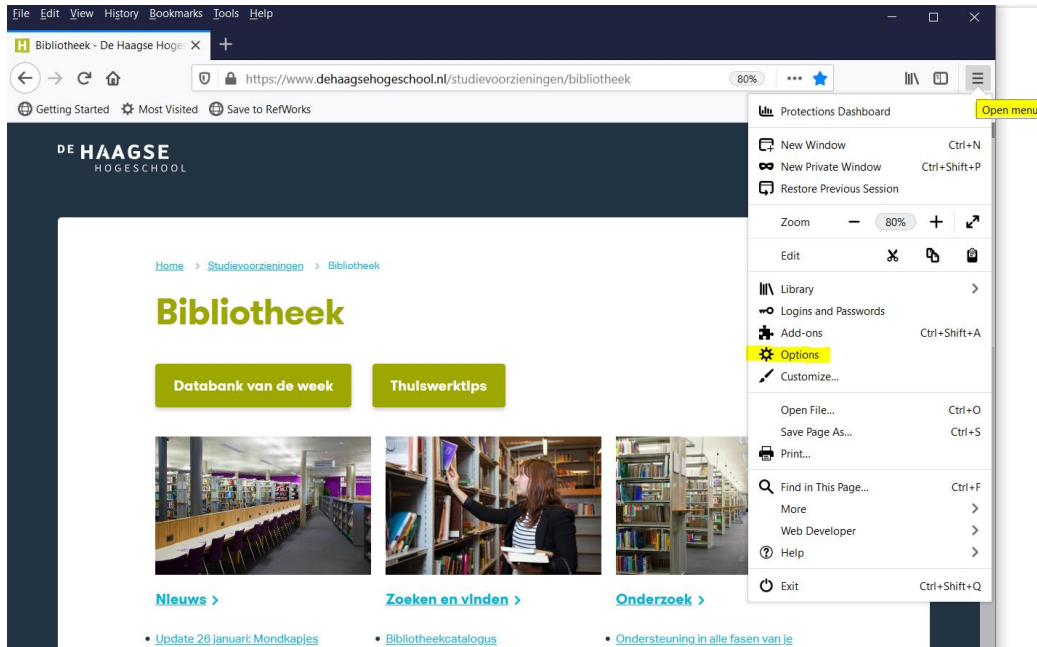 File Edit View History Bookmarks Tools Help
Bibliotheek - De Haagse Hoge
https://www.dehaagsehogeschool.nl/studievoorzieningen/bibliotheek 80%
Getting Started Most Visited Save to RefWorks
Open menu
DE HAAGSE
HOGESCHOOL
Protections Dashboard
New Window Ctrl+N
New Private Window Ctrl+Shift+P
Restore Previous Session
Zoom 80%
Edit
Library
Logins and Passwords
Add-ons Ctrl+Shift+A
Options
Customize...
Open File... Ctrl+O
Save Page As... Ctrl+S
Print...
Find in This Page... Ctrl+F
More
Web Developer
Help
Exit Ctrl+Shift+Q
Home > Studievoorzieningen > Bibliotheek
Bibliotheek
Databank van de week Thuiswerktips
Nieuws > Zoeken en vinden > Onderzoek >
• Update 26 januari: Mondkapjes • Bibliotheekcatalogus • Ondersteuning in alle fasen van je